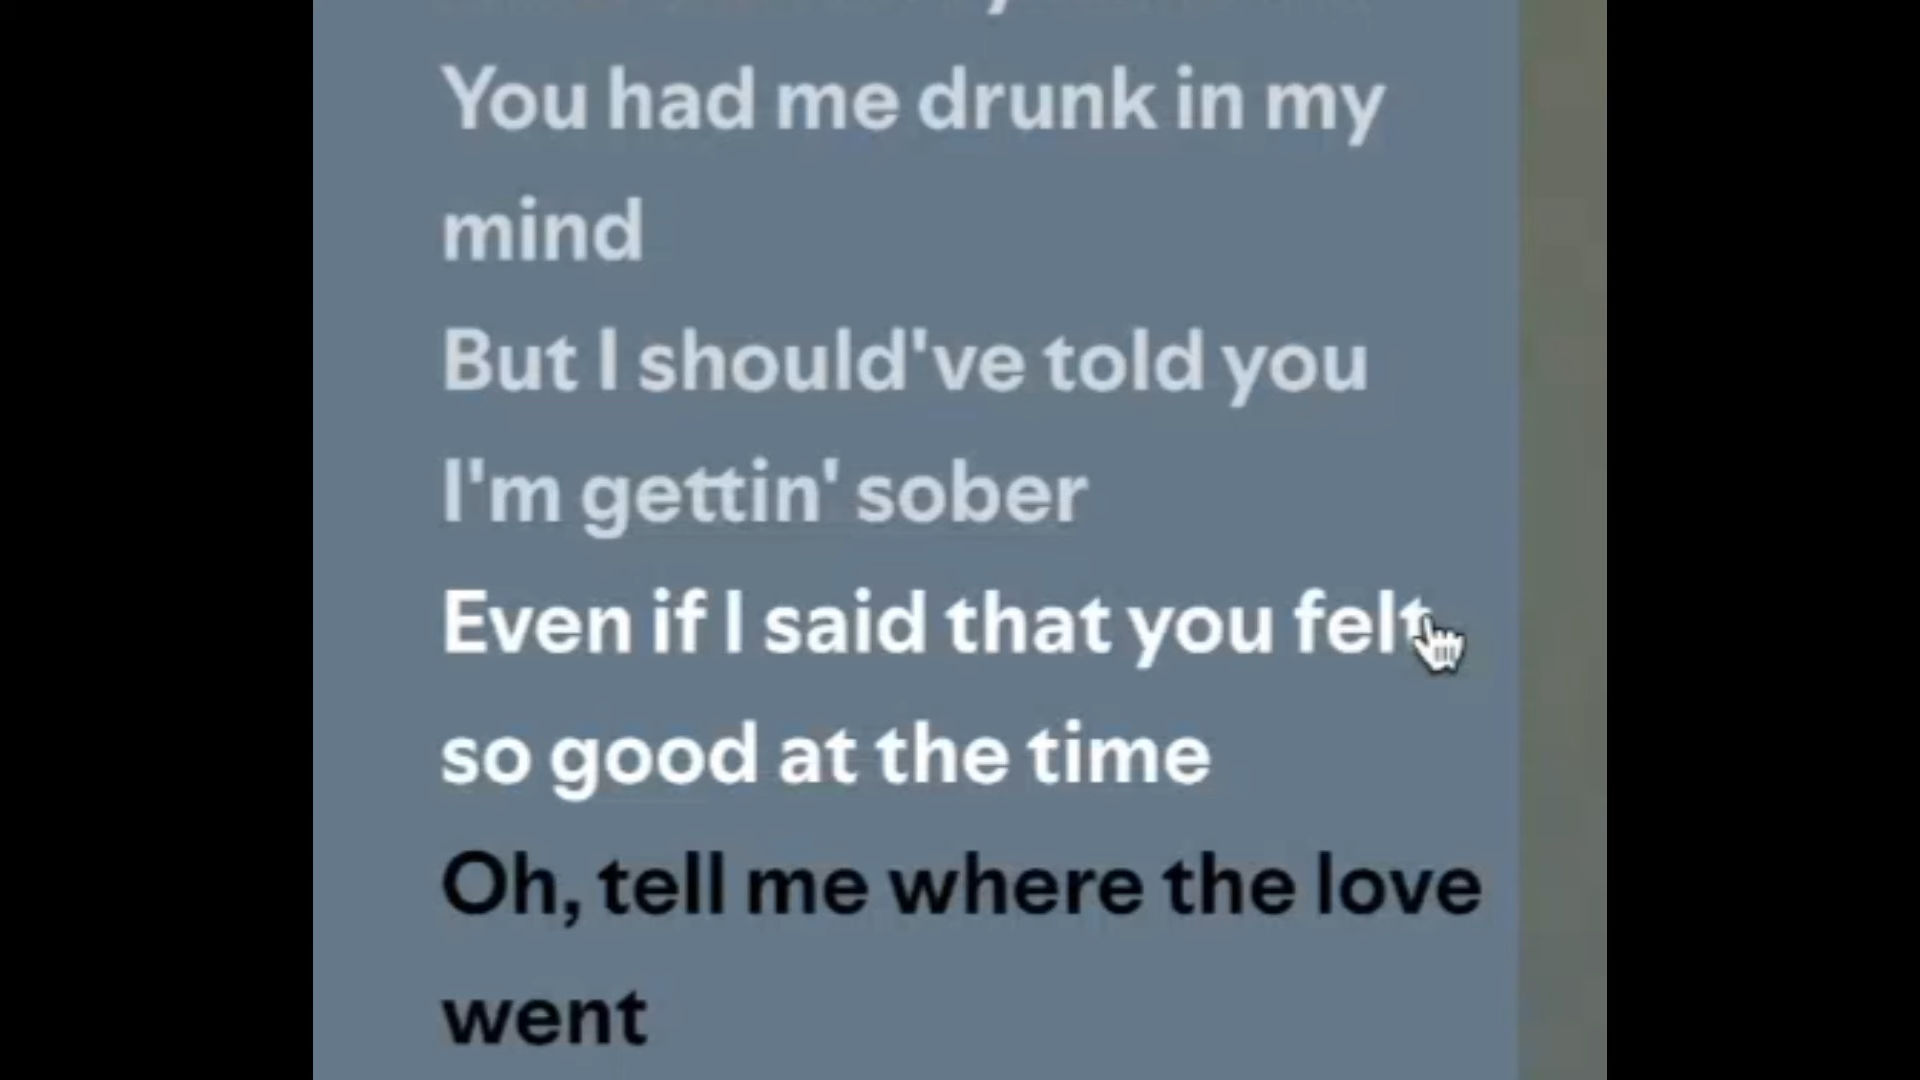 You had me drunk in my
mind
But I should've told you
I'm gettin' sober
Even if I said that you felt
so good at the time
Oh, tell me where the love
went